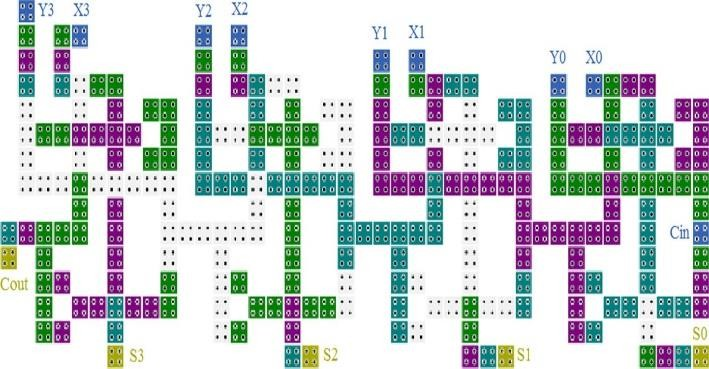 Y3 X3 Y2 X2 Y1 X1 Y0 X0
Cin
Cout
S3 S2 S1 S0